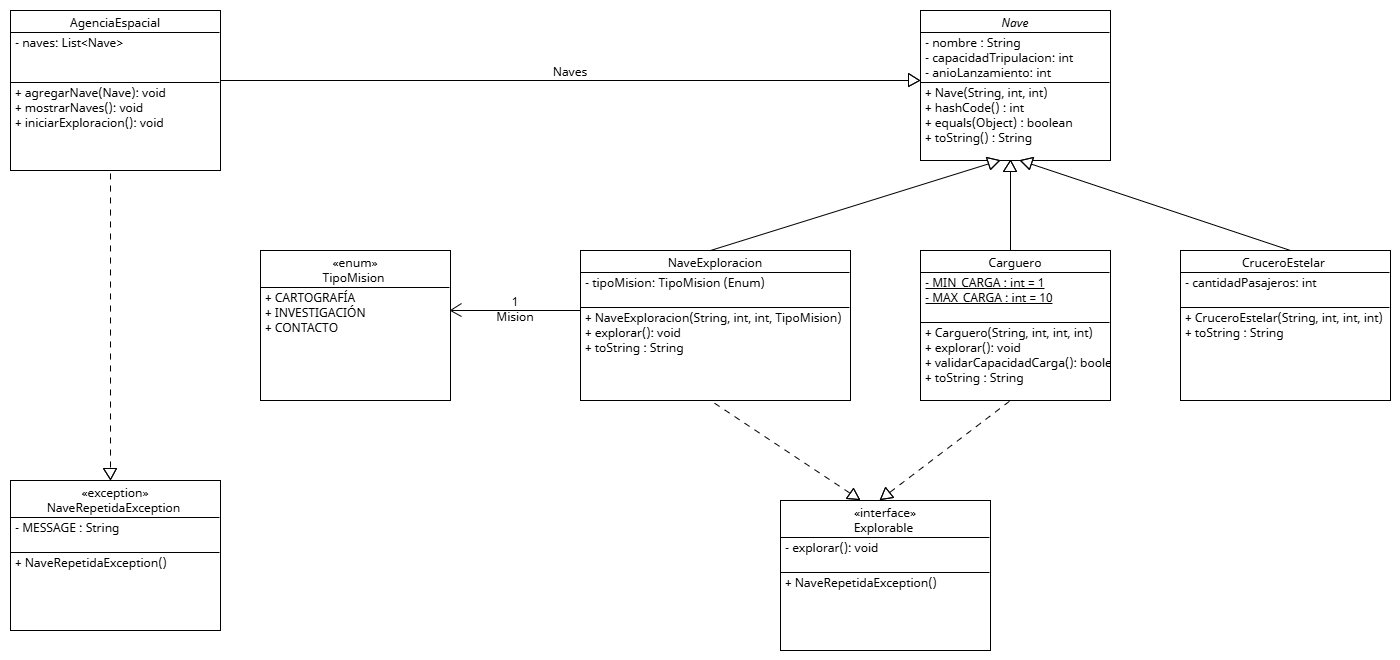 AgenciaEspacial
- naves: List<Nave>
+ agregarNave(Nave): void
+ mostrarNaves(): void
+ iniciarExploracion(): void
Naves
Nave
- nombre : String
- capacidadTripulacion: int
- anioLanzamiento: int
+ Nave(String, int, int)
+ hashCode() : int
+ equals(Object) : boolean
+ toString() : String
«enum»
TipoMision
+ CARTOGRAFÍA
+ INVESTIGACIÓN
+ CONTACTO
1
Mision
NaveExploracion
- tipoMision: TipoMision (Enum)
+ NaveExploracion(String, int, int, TipoMision)
+ explorar(): void
+ toString : String
Carguero
- MIN_CARGA : int = 1
- MAX_CARGA : int = 10
+ Carguero(String, int, int, int)
+ explorar(): void
+ validarCapacidadCarga(): boole
+ toString : String
CruceroEstelar
- cantidadPasajeros: int
+ CruceroEstelar(String, int, int, int)
+ toString : String
«exception»
NaveRepetidaException
- MESSAGE : String
+ NaveRepetidaException()
«interface»
Explorable
- explorar(): void
+ NaveRepetidaException()